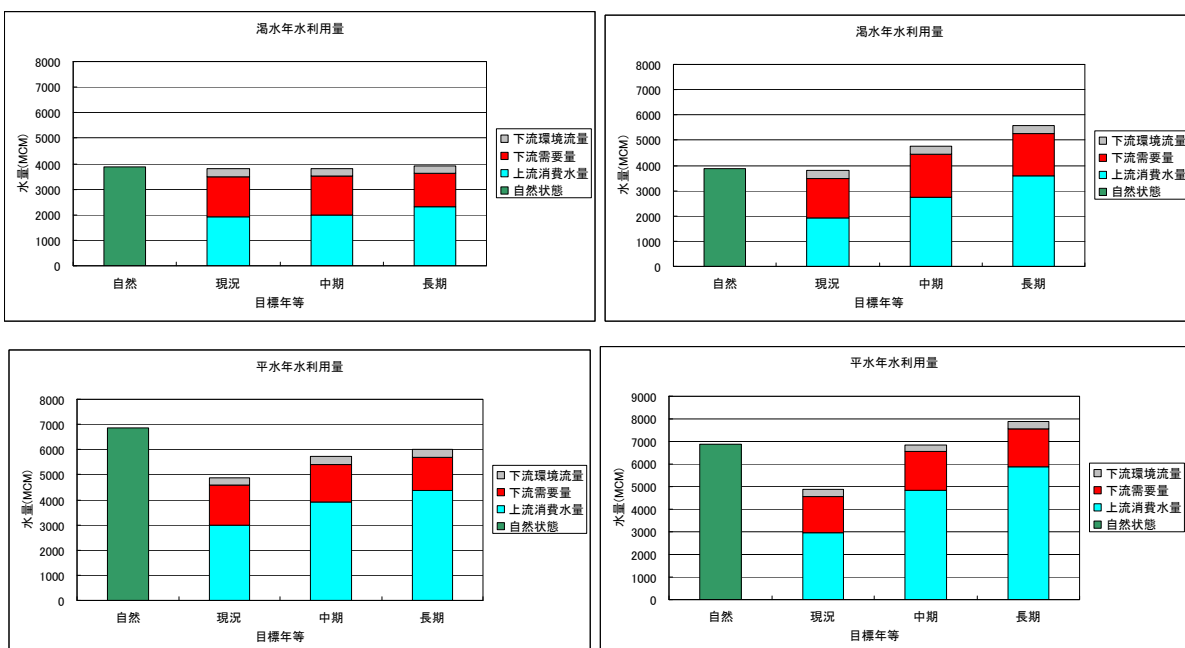 渇水年水利用量
8000
7000
6000
5000
4000
3000
2000
1000
0
水量(MCM)
自然 現況 中期 長期
目標年等
下流環境流量
下流需要量
上流消費水量
自然状態
渇水年水利用量
8000
7000
6000
5000
4000
3000
2000
1000
0
水量(MCM)
自然 現況 中期 長期
目標年等
下流環境流量
下流需要量
上流消費水量
自然状態
平水年水利用量
8000
7000
6000
5000
4000
3000
2000
1000
0
水量(MCM)
自然 現況 中期 長期
目標年等
下流環境流量
下流需要量
上流消費水量
自然状態
平水年水利用量
9000
8000
7000
6000
5000
4000
3000
2000
1000
0
水量(MCM)
自然 現況 中期 長期
目標年等
下流環境流量
下流需要量
上流消費水量
自然状態